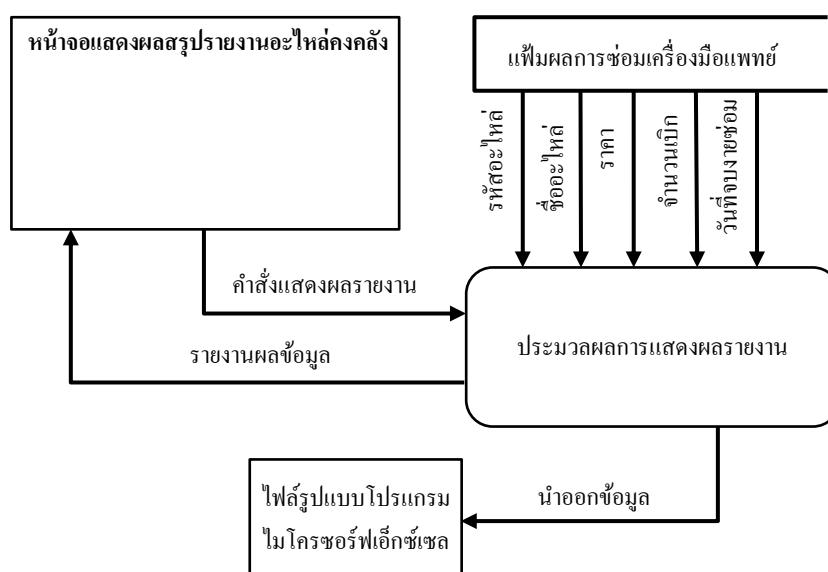 หน้าจอแสดงผลสรุปรายงานอะไหล่คงคลัง
แฟ้มผลการซ่อมเครื่องมือแพทย์
รหัสอะไหล่
ชื่ออะไหล่
ราคา
จำนวนเบิก
วันที่จบงานซ่อม
คำสั่งแสดงผลรายงาน
รายงานผลข้อมูล
ประมวลผลการแสดงผลรายงาน
นำออกข้อมูล
ไฟล์รูปแบบโปรแกรม
ไมโครซอร์ฟเอ็กซ์เซล